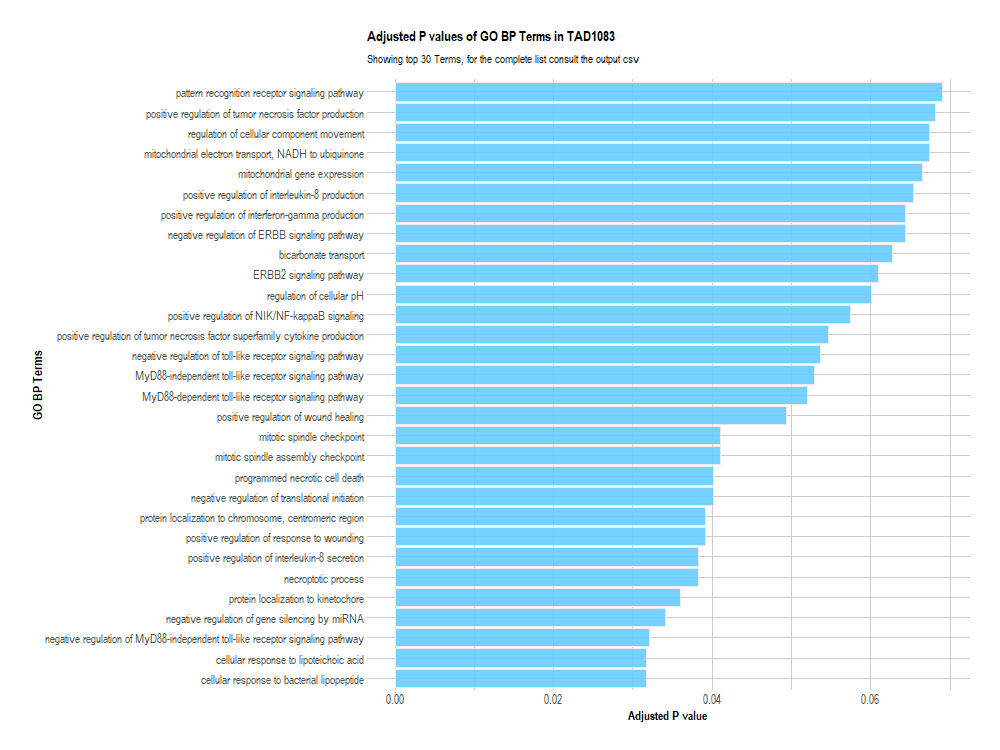 Adjusted P values of GO BP Terms in TAD1083
Showing top 30 Terms, for the complete list consult the output csv
pattern recognition receptor signaling pathway
positive regulation of tumor necrosis factor production
regulation of cellular component movement
mitochondrial electron transport, NADH to ubiquinone
mitochondrial gene expression
positive regulation of interleukin-8 production
positive regulation of interferon-gamma production
negative regulation of ERBB signaling pathway
bicarbonate transport
ERBB2 signaling pathway
regulation of cellular pH
positive regulation of NIK/NF-kappaB signaling
positive regulation of tumor necrosis factor superfamily cytokine production
negative regulation of toll-like receptor signaling pathway
MyD88-independent toll-like receptor signaling pathway
MyD88-dependent toll-like receptor signaling pathway
positive regulation of wound healing
mitotic spindle checkpoint
mitotic spindle assembly checkpoint
programmed necrotic cell death
negative regulation of translational initiation
protein localization to chromosome, centromeric region
positive regulation of response to wounding
positive regulation of interleukin-8 secretion
necroptotic process
protein localization to kinetochore
negative regulation of gene silencing by miRNA
negative regulation of MyD88-independent toll-like receptor signaling pathway
cellular response to lipoteichoic acid
cellular response to bacterial lipopeptide
GO BP Terms
0.00 0.02 0.04 0.06
Adjusted P value